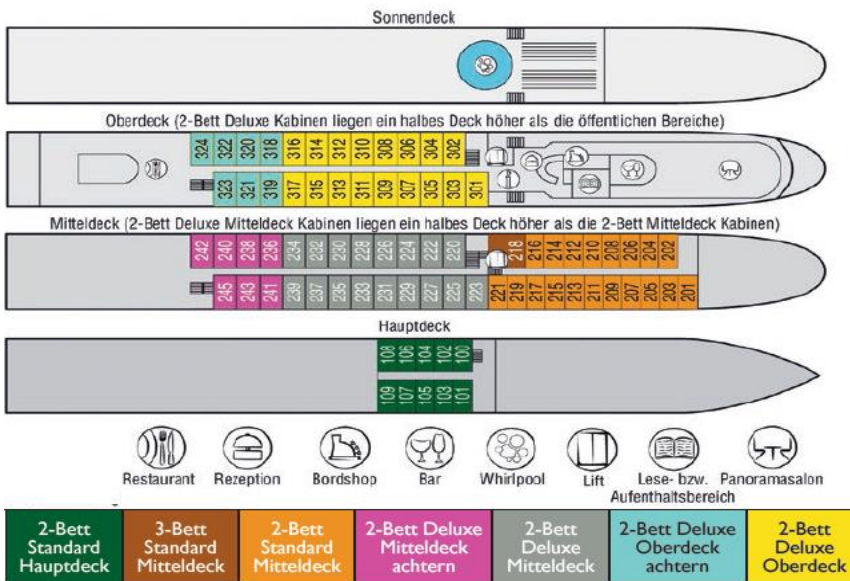 Sonnendeck
Oberdeck (2-Bett Deluxe Kabinen liegen ein halbes Deck höher als die öffentlichen Bereiche)
324 322 320 318 316 314 312 310 308 306 304 302
323 321 319 317 315 313 311 309 307 305 303 301
Mitteldeck (2-Bett Deluxe Mitteldeck Kabinen liegen ein halbes Deck höher als die 2-Bett Mitteldeck Kabinen)
242 240 238 236 234 232 230 228 226 224 222 220 218 216 214 212 210 208 206 204 202
245 243 241 239 237 235 233 231 229 227 225 223 221 219 217 215 213 211 209 207 205 203 201
Hauptdeck
108 106 104 102 100
109 107 105 103 101
Restaurant Rezeption Bordshop Bar Whirlpool Lift Lese- bzw. Panoramasalon
Aufenthaltsbereich
2-Bett 3-Bett 2-Bett 2-Bett Deluxe 2-Bett 2-Bett Deluxe 2-Bett
Standard Standard Standard Mitteldeck Deluxe Oberdeck Deluxe
Hauptdeck Mitteldeck Mitteldeck achtern Mitteldeck achtern Oberdeck